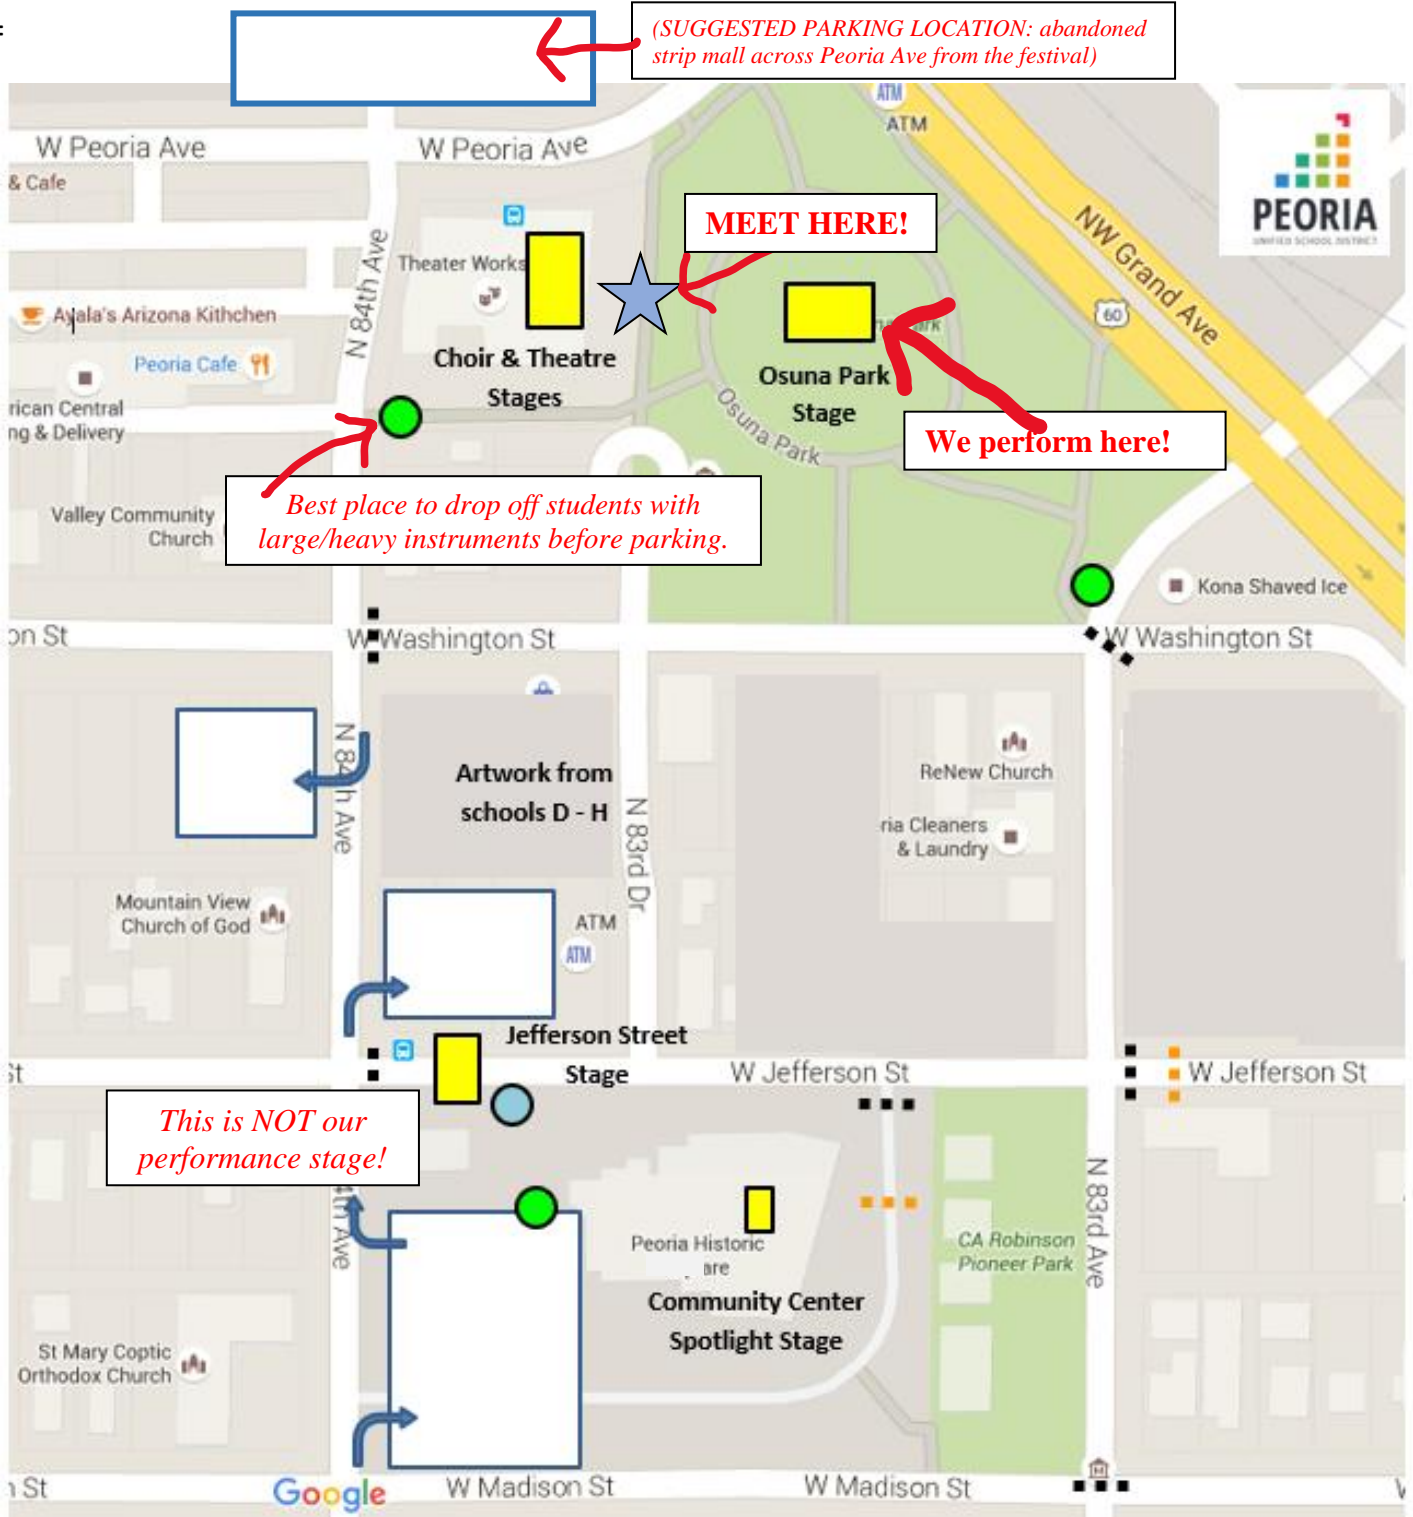 (SUGGESTED PARKING LOCATION: abandoned
strip mall across Peoria Ave from the festival)
ATM
ATM
W Peoria Ave
W Peoria Ave
PEORIA
UNIFIED SCHOOL DISTRICT
& Cafe
MEET HERE!
NW Grand Ave
60
N 84th Ave
Theater Works
Ayala's Arizona Kithchen
Peoria Cafe
Choir & Theatre
Stages
Osuna Park
Stage
Osuna Park
rican Central
ng & Delivery
We perform here!
Best place to drop off students with
large/heavy instruments before parking.
Valley Community
Church
Kona Shaved Ice
on St
W Washington St
W Washington St
N 84th Ave
Artwork from
schools D - H
N 83rd Dr
ReNew Church
ria Cleaners
& Laundry
Mountain View
Church of God
ATM
ATM
Jefferson Street
Stage
St
W Jefferson St
W Jefferson St
This is NOT our
performance stage!
4th Ave
N 83rd Ave
Peoria Historic
are
CA Robinson
Pioneer Park
Community Center
Spotlight Stage
St Mary Coptic
Orthodox Church
St
Google
W Madison St
W Madison St